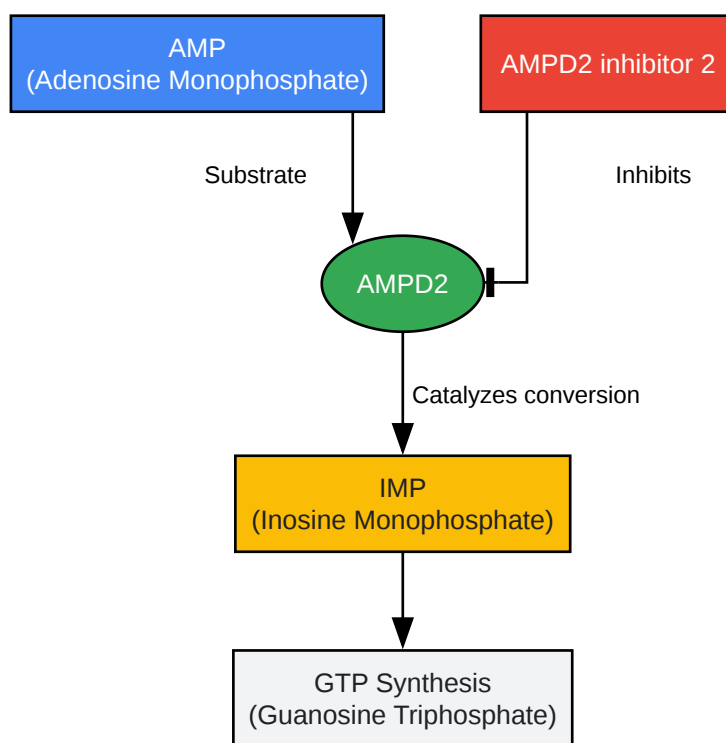 AMP
(Adenosine Monophosphate)
AMPD2 inhibitor 2
Substrate
Inhibits
AMPD2
Catalyzes conversion
IMP
(Inosine Monophosphate)
GTP Synthesis
(Guanosine Triphosphate)